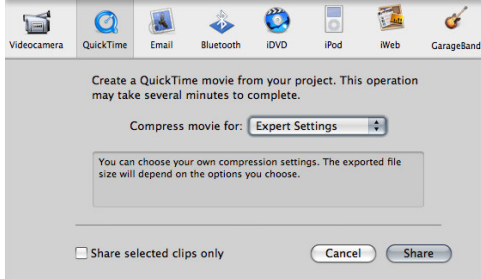 Videocamera QuickTime Email Bluetooth iDVD iPod iWeb GarageBand
Create a QuickTime movie from your project. This operation
may take several minutes to complete.
Compress movie for: Expert Settings
You can choose your own compression settings. The exported file
size will depend on the options you choose.
Share selected clips only Cancel Share